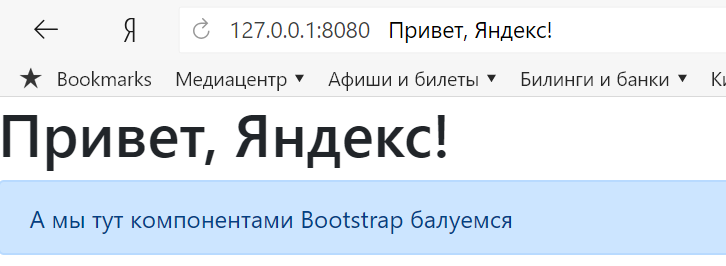 Я 127.0.0.1:8080 Привет, Яндекс!
Bookmarks Медиацентр Афиши и билеты Билинги и банки
Привет, Яндекс!
А мы тут компонентами Bootstrap балуемся